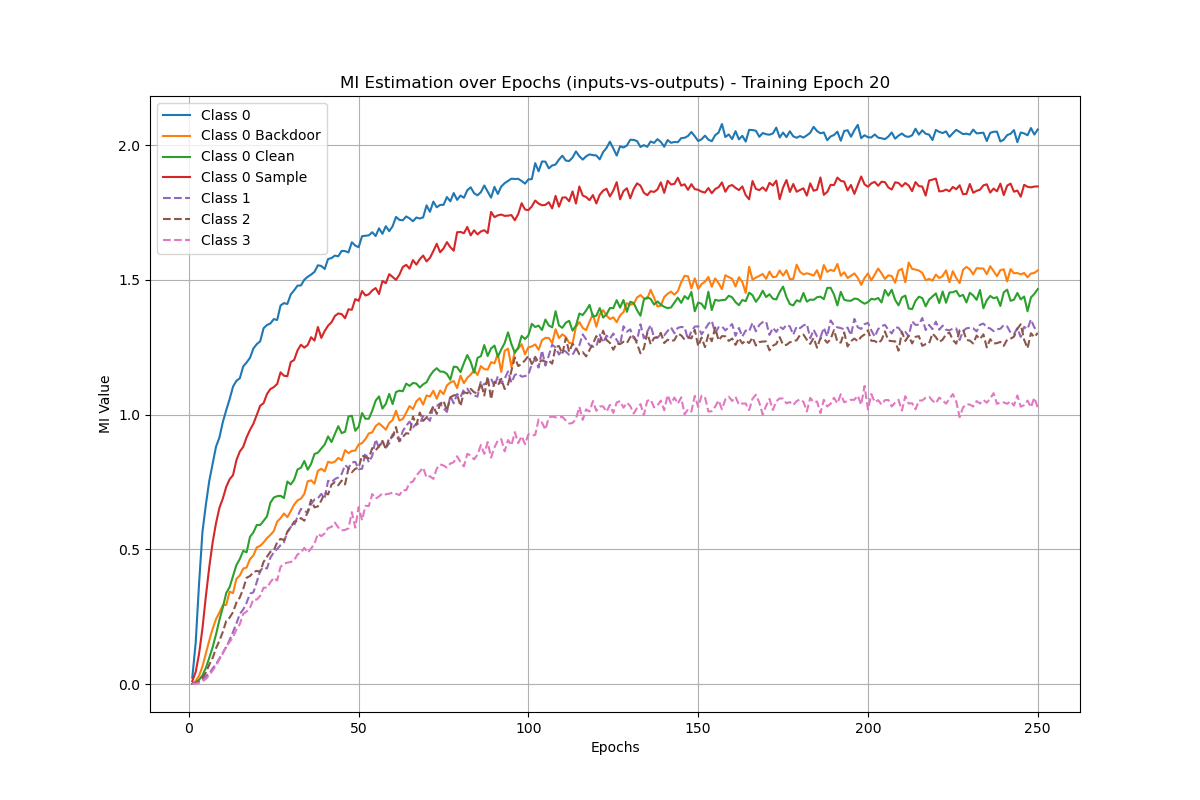 MI Estimation over Epochs (inputs-vs-outputs) - Training Epoch 20
Class 0
Class 0 Backdoor
Class 0 Clean
Class 0 Sample
Class 1
Class 2
Class 3
MI Value
2.0
1.5
1.0
0.5
0.0
0 50 100 150 200 250
Epochs